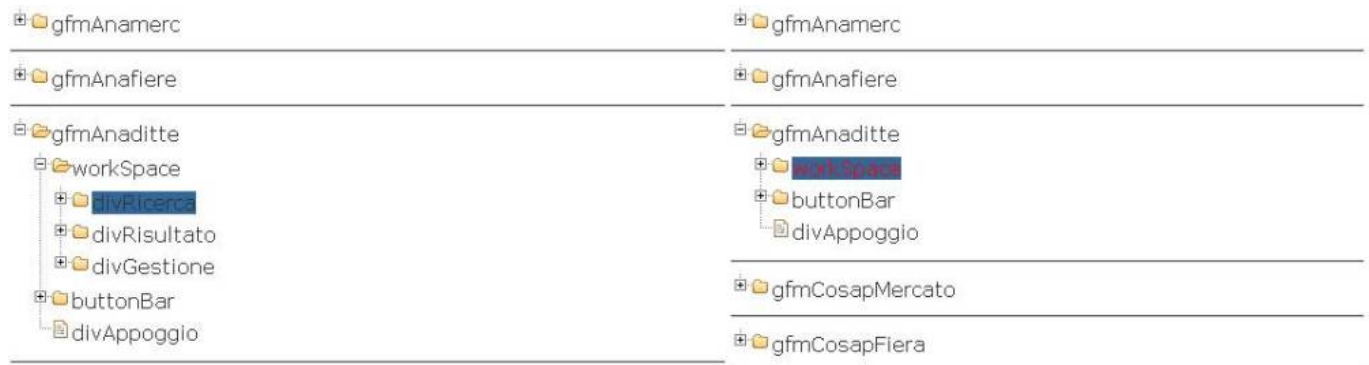 gfmAnamerc
gfmAnafiere
gfmAnaditte
workSpace
divRicerca
divRisultato
divGestione
buttonBar
divAppoggio
gfmAnamerc
gfmAnafiere
gfmAnaditte
workSpace
buttonBar
divAppoggio
gfmCosapMercato
gfmCosapFiera